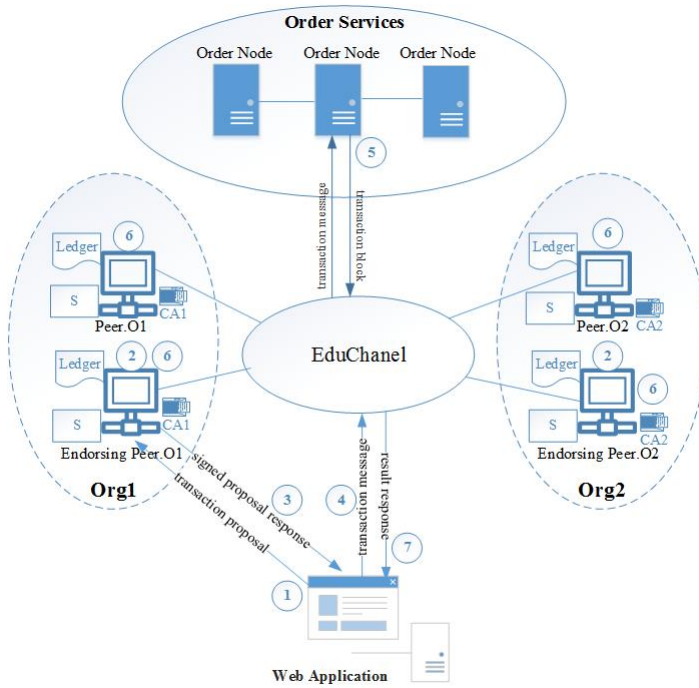 Order Services
Order Node
Order Node
Order Node
5
transaction message
transaction block
6
Ledger
S
CA1
Peer.O1
2
6
Ledger
S
CA1
Endorsing Peer.O1
Org1
EduChanel
6
Ledger
S
CA2
Peer.O2
2
Ledger
6
S
CA2
Endorsing Peer.O2
Org2
signed proposal response
3
transaction proposal
4
transaction message
result response
7
1
Web Application